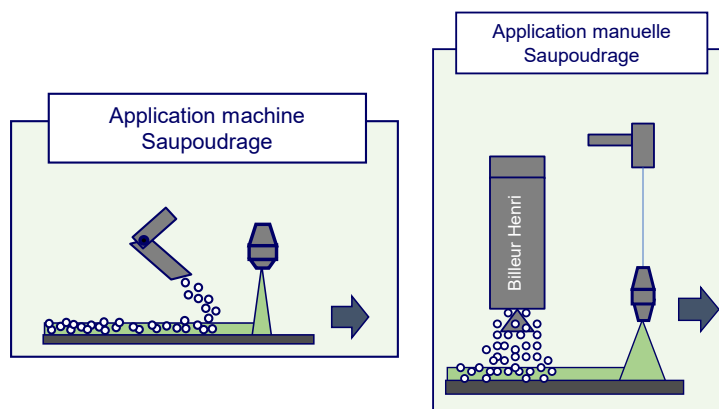 Application machine
Saupoudrage
Application manuelle
Saupoudrage
Billeur Henri